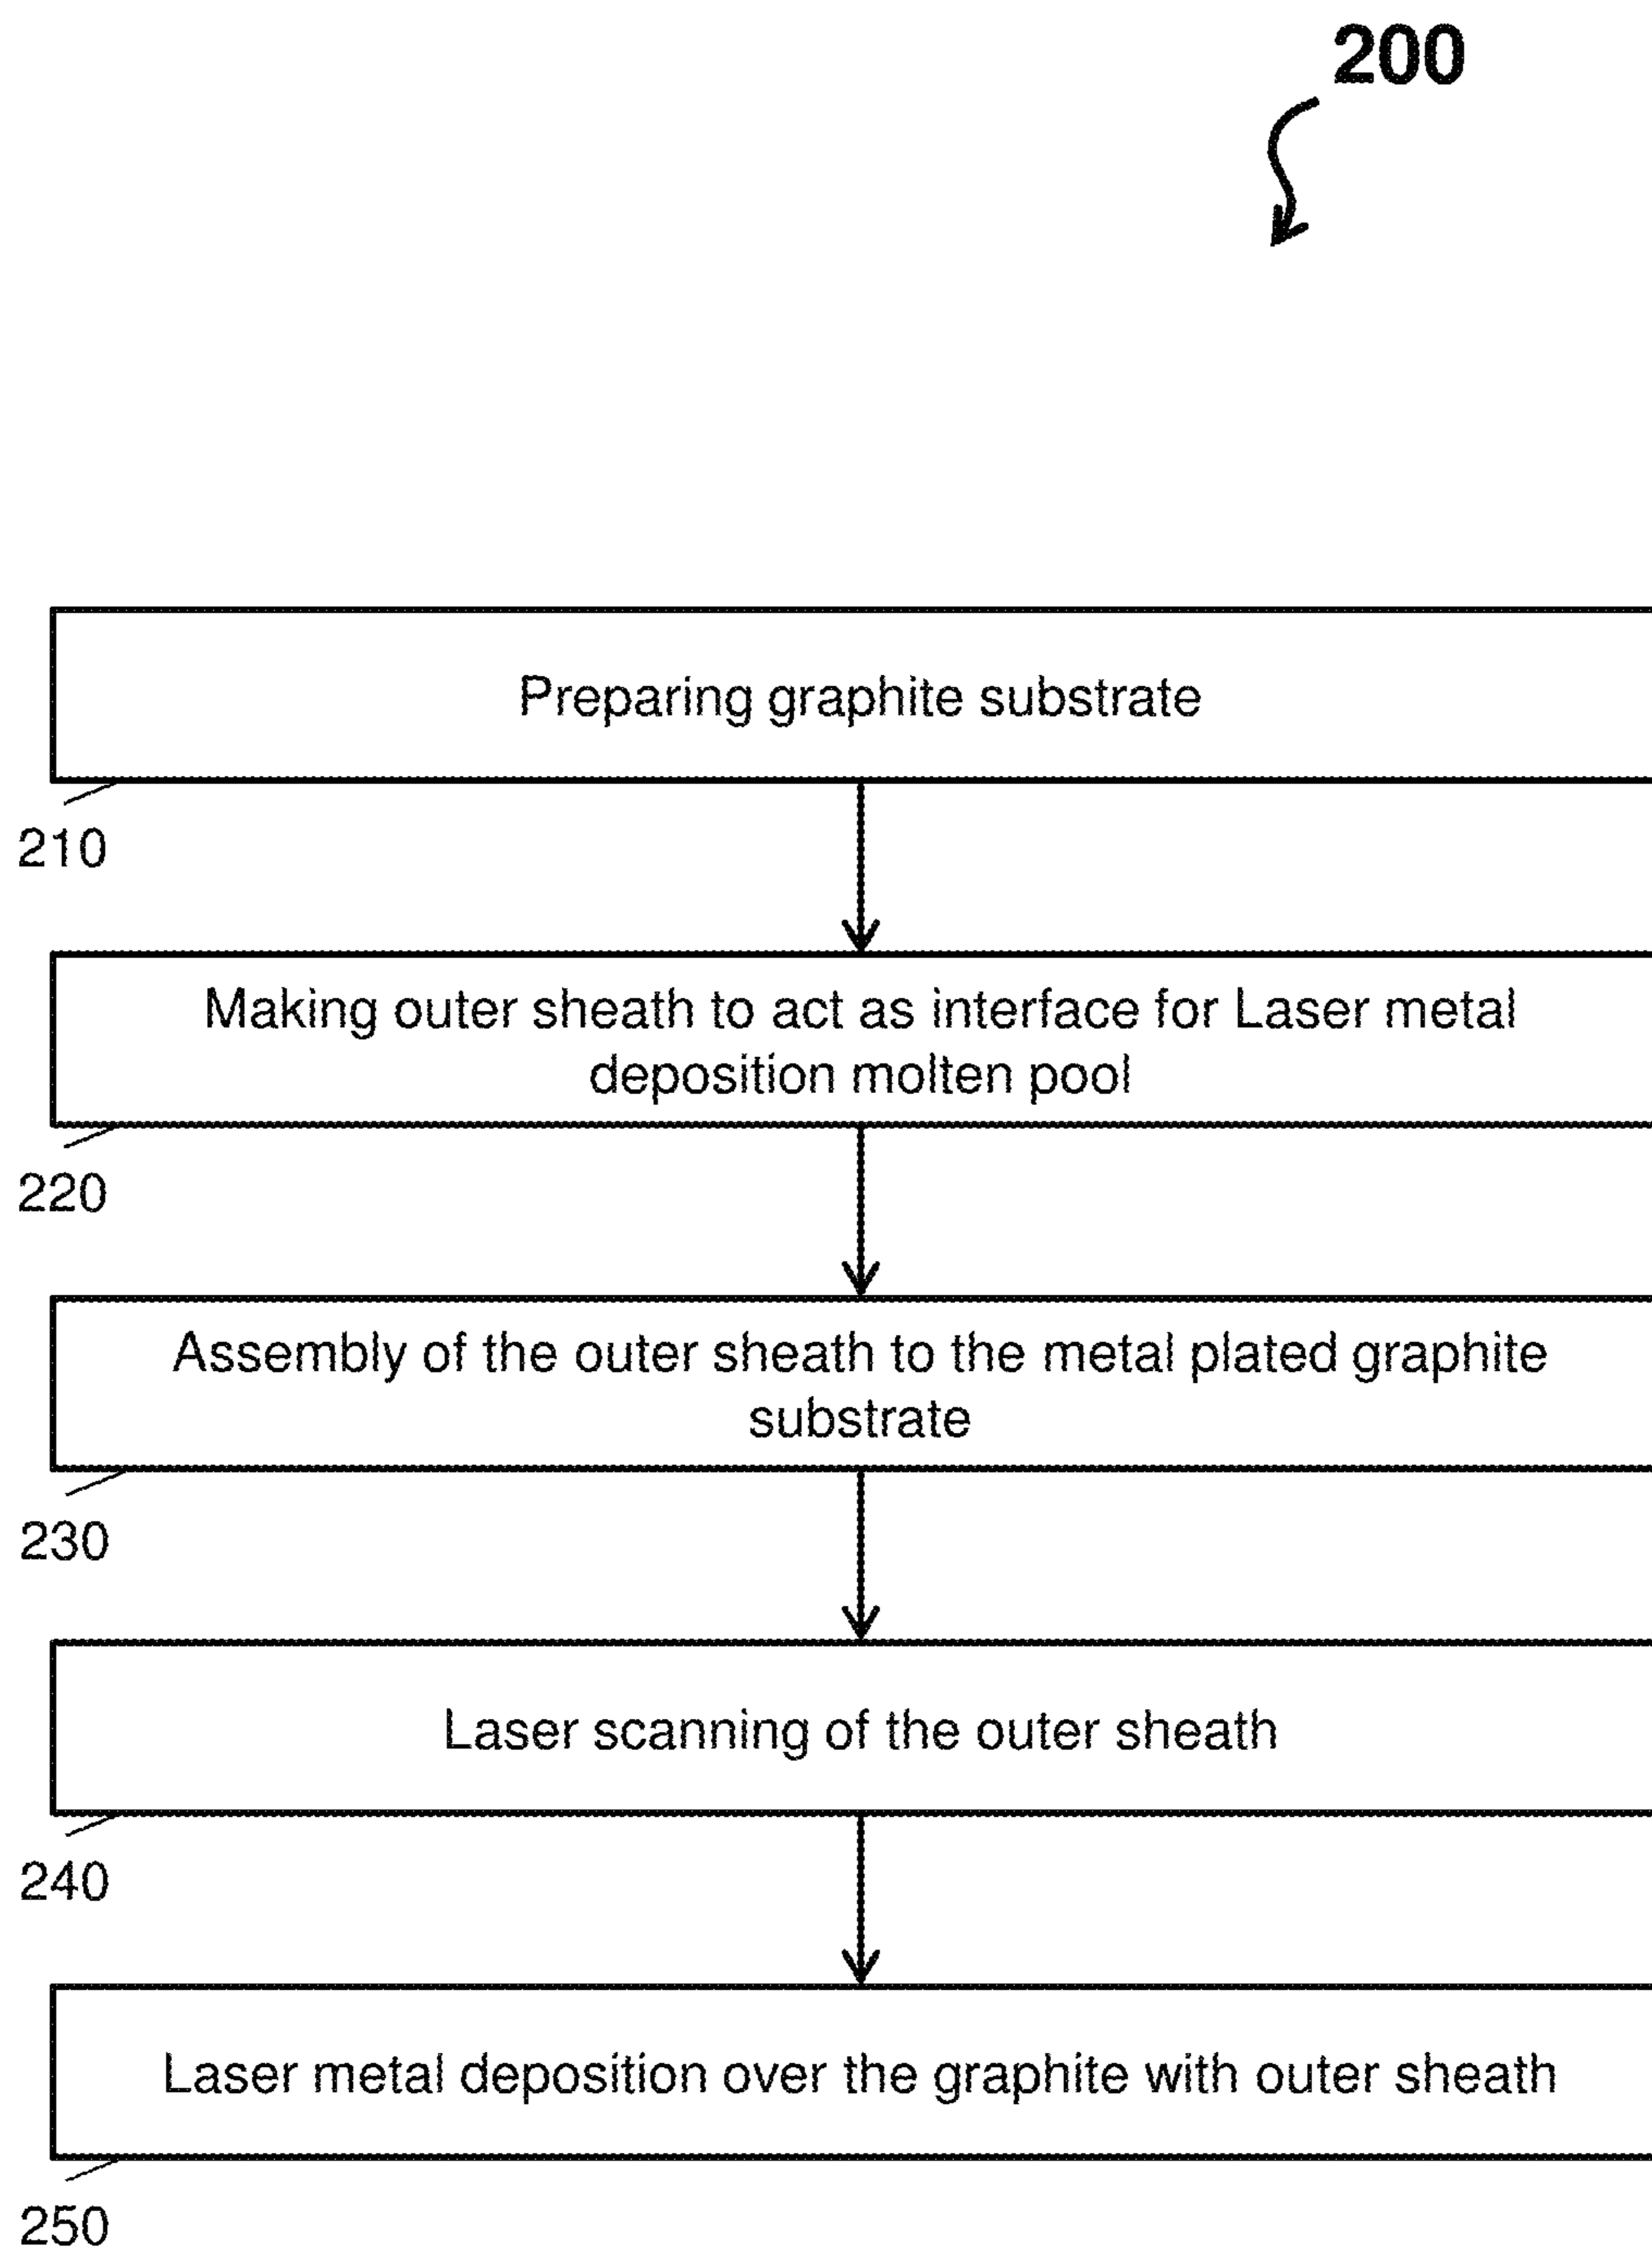 200
Preparing graphite substrate
210
Making outer sheath to act as interface for Laser metal
deposition molten pool
220
Assembly of the outer sheath to the metal plated graphite
substrate
230
Laser scanning of the outer sheath
240
Laser metal deposition over the graphite with outer sheath
250